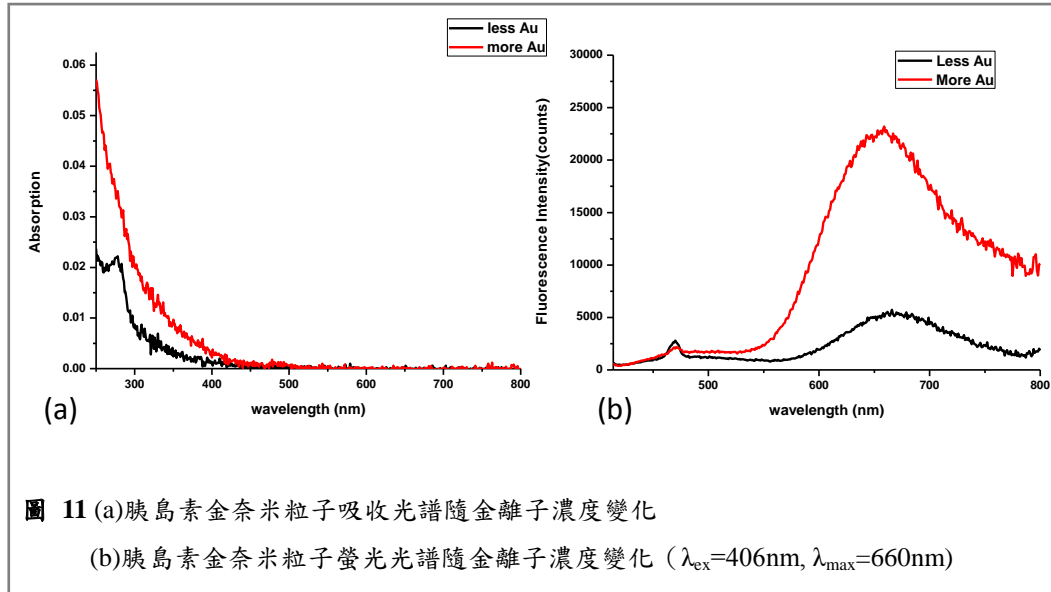 less Au
more Au
0.06
0.05
0.04
0.03
0.02
0.01
0.00
Absorption
300 400 500 600 700 800
wavelength (nm)
(a)
Less Au
More Au
30000
25000
20000
15000
10000
5000
0
Fluorescence Intensity(counts)
500 600 700 800
wavelength (nm)
(b)
圖 11 (a)胰島素金奈米粒子吸收光譜隨金離子濃度變化
(b)胰島素金奈米粒子螢光光譜隨金離子濃度變化（λex=406nm, λmax=660nm)